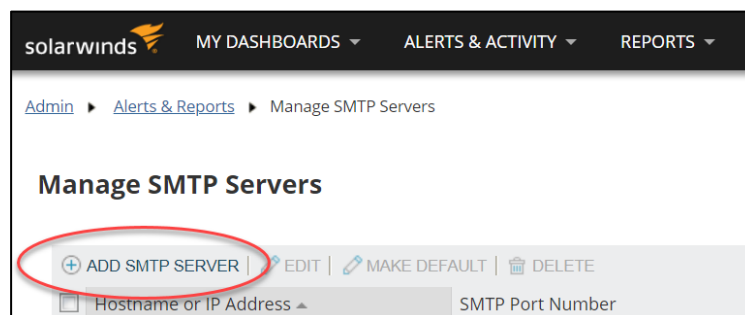 solarwinds MY DASHBOARDS ALERTS & ACTIVITY REPORTS
Admin Alerts & Reports Manage SMTP Servers
Manage SMTP Servers
ADD SMTP SERVER | EDIT | MAKE DEFAULT | DELETE
Hostname or IP Address SMTP Port Number